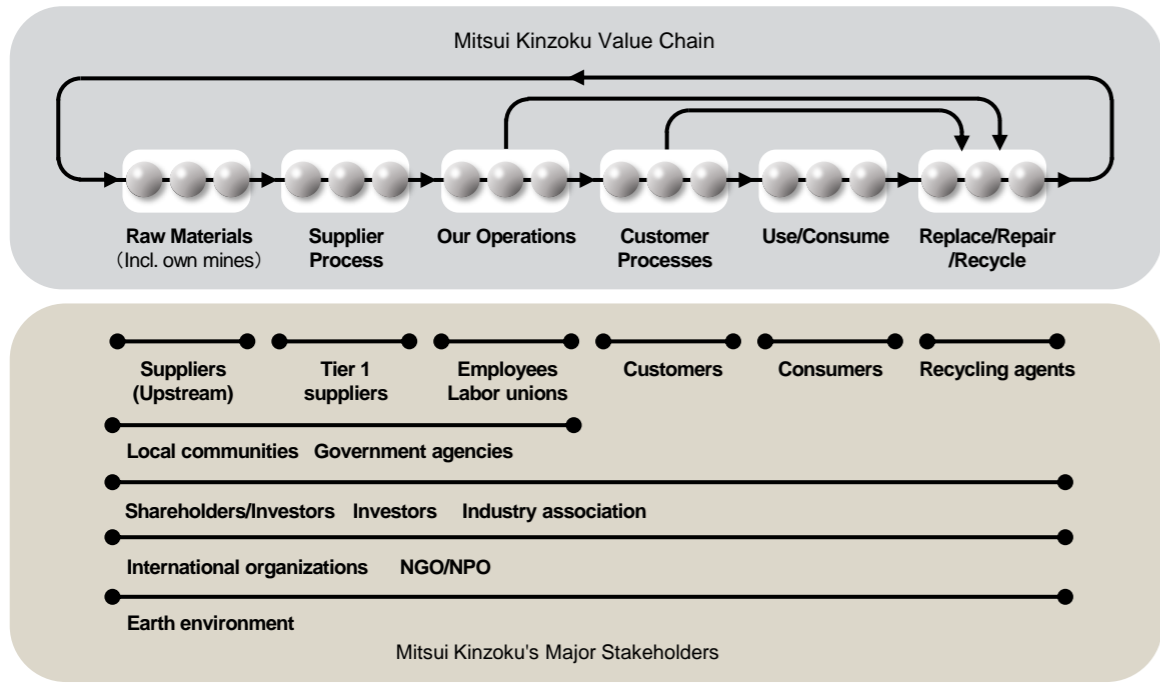 Mitsui Kinzoku Value Chain
Raw Materials
（Incl. own mines）
Supplier
Process
Our Operations
Customer
Processes
Use/Consume
Replace/Repair
/Recycle
Suppliers
(Upstream)
Tier 1
suppliers
Employees
Labor unions
Customers
Consumers
Recycling agents
Local communities Government agencies
Shareholders/Investors Investors Industry association
International organizations NGO/NPO
Earth environment
Mitsui Kinzoku's Major Stakeholders